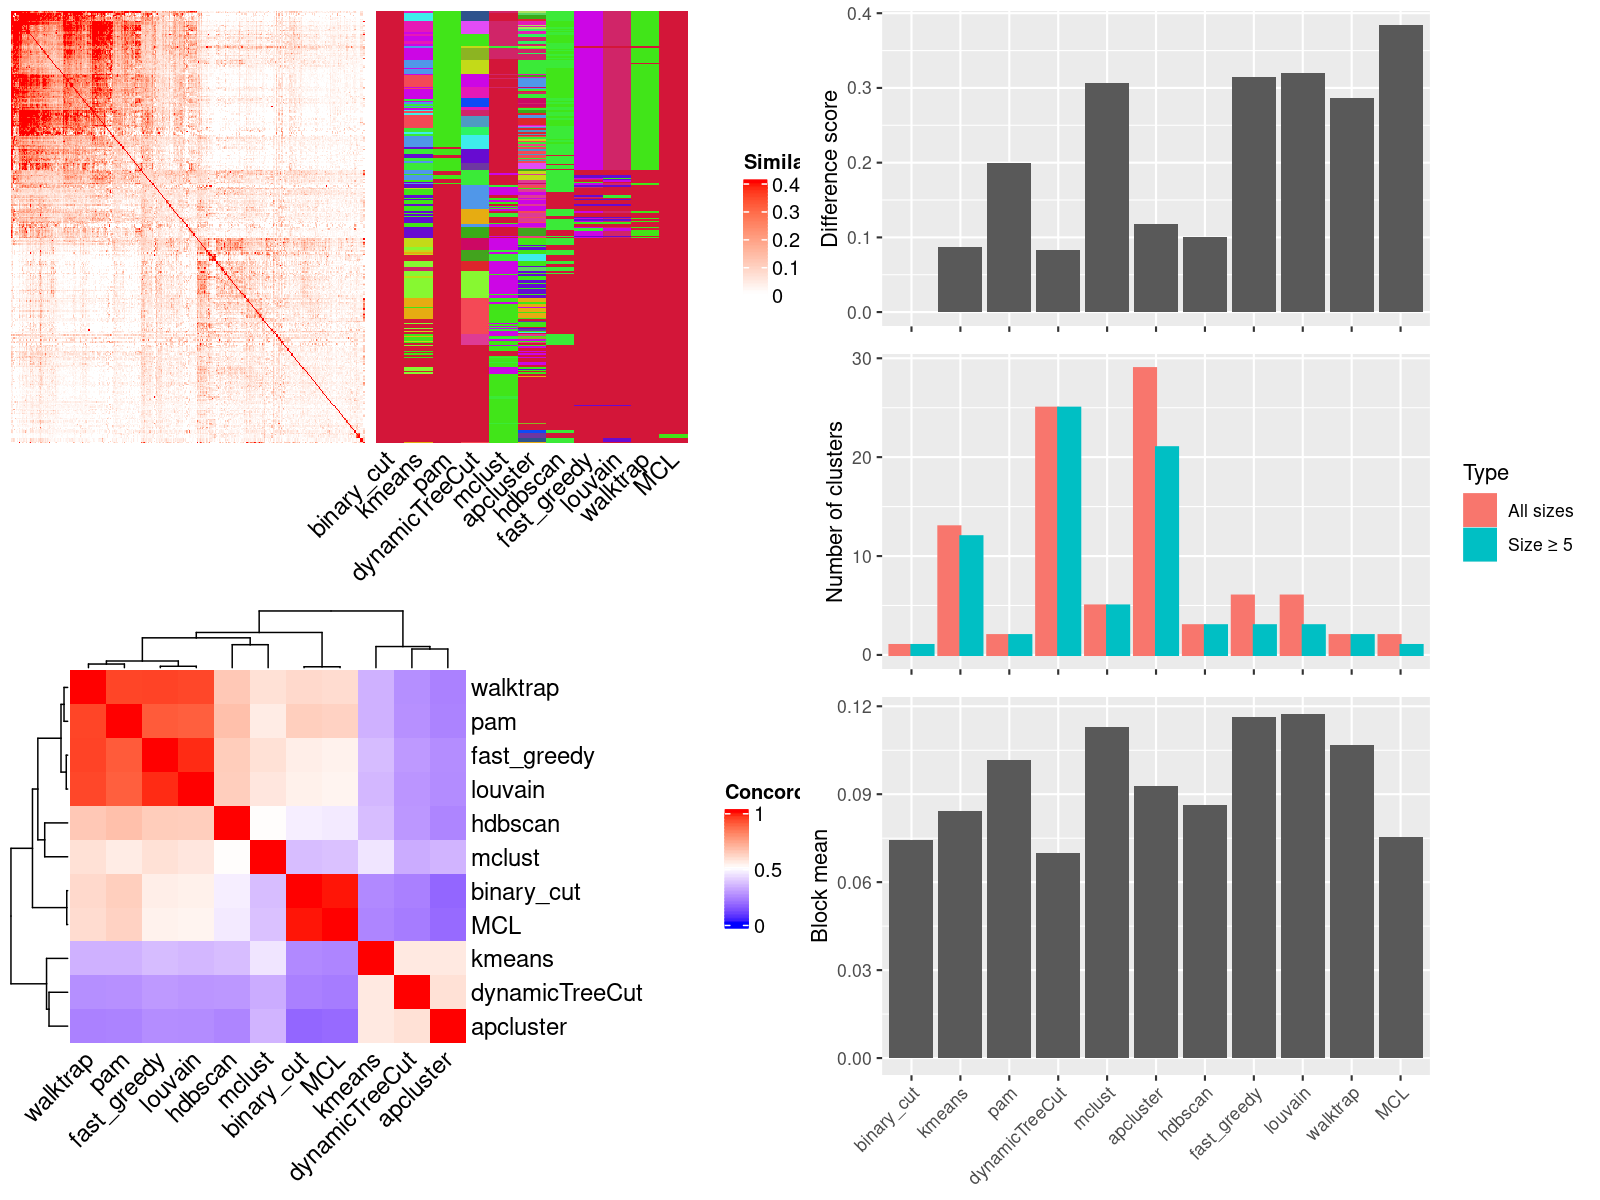 Simila
0.4
0.3
0.2
0.1
0
binary_cut
kmeans
pam
dynamicTreeCut
mclust
apcluster
hdbscan
fast_greedy
louvain
walktrap
MCL
walktrap
pam
fast_greedy
louvain
hdbscan
mclust
binary_cut
MCL
kmeans
dynamicTreeCut
apcluster
walktrap
pam
fast_greedy
louvain
hdbscan
mclust
binary_cut
MCL
kmeans
dynamicTreeCut
apcluster
Concord
1
0.5
0
Difference score
0.4
0.3
0.2
0.1
0.0
Number of clusters
30
20
10
0
Type
All sizes
Size ≥ 5
Block mean
0.12
0.09
0.06
0.03
0.00
binary_cut
kmeans
pam
dynamicTreeCut
mclust
apcluster
hdbscan
fast_greedy
louvain
walktrap
MCL